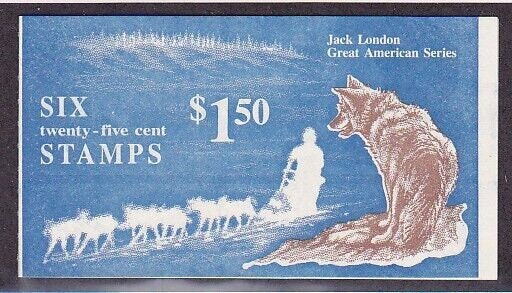 Jack London
Great American Series
SIX
twenty-five cent
STAMPS
$1.50